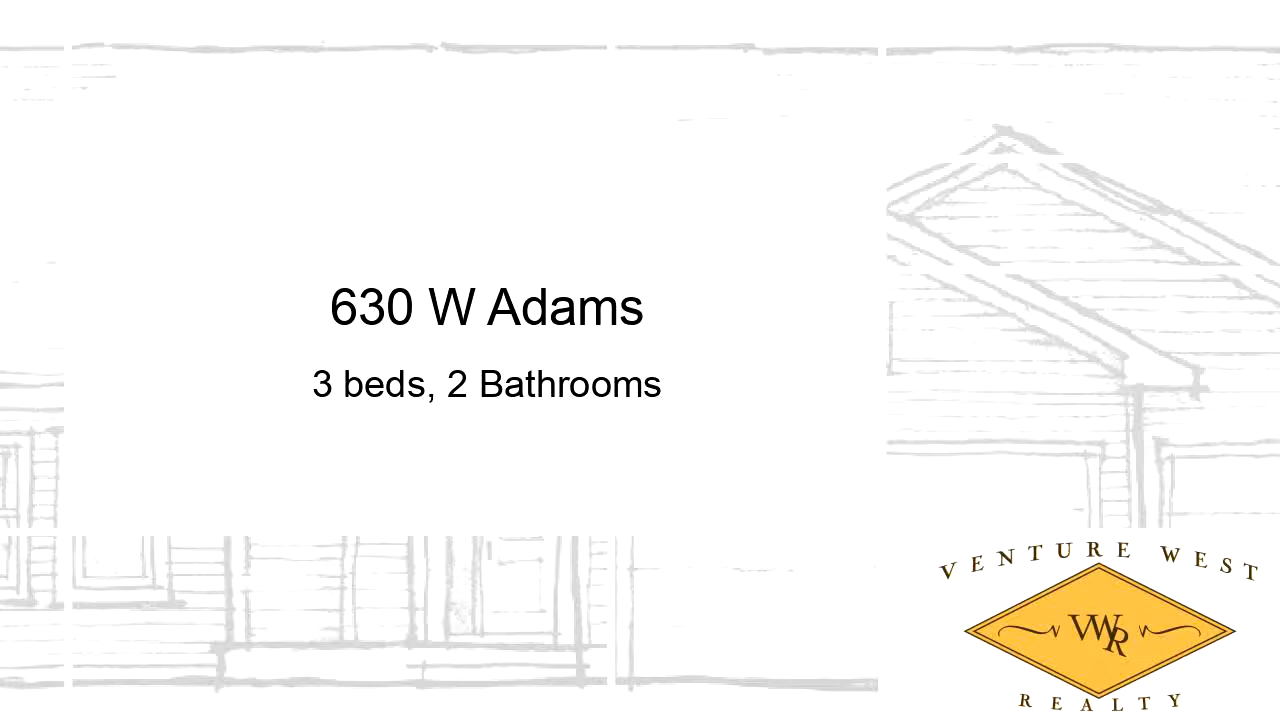 630 W Adams
3 beds, 2 Bathrooms
VENTURE WEST
VWR
REALTY